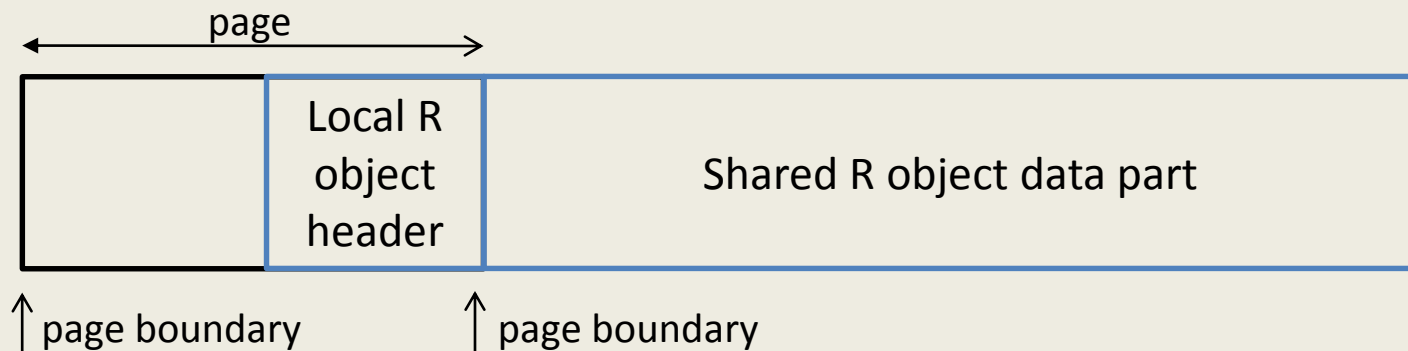 page
Local R
object
header
Shared R object data part
page boundary
page boundary